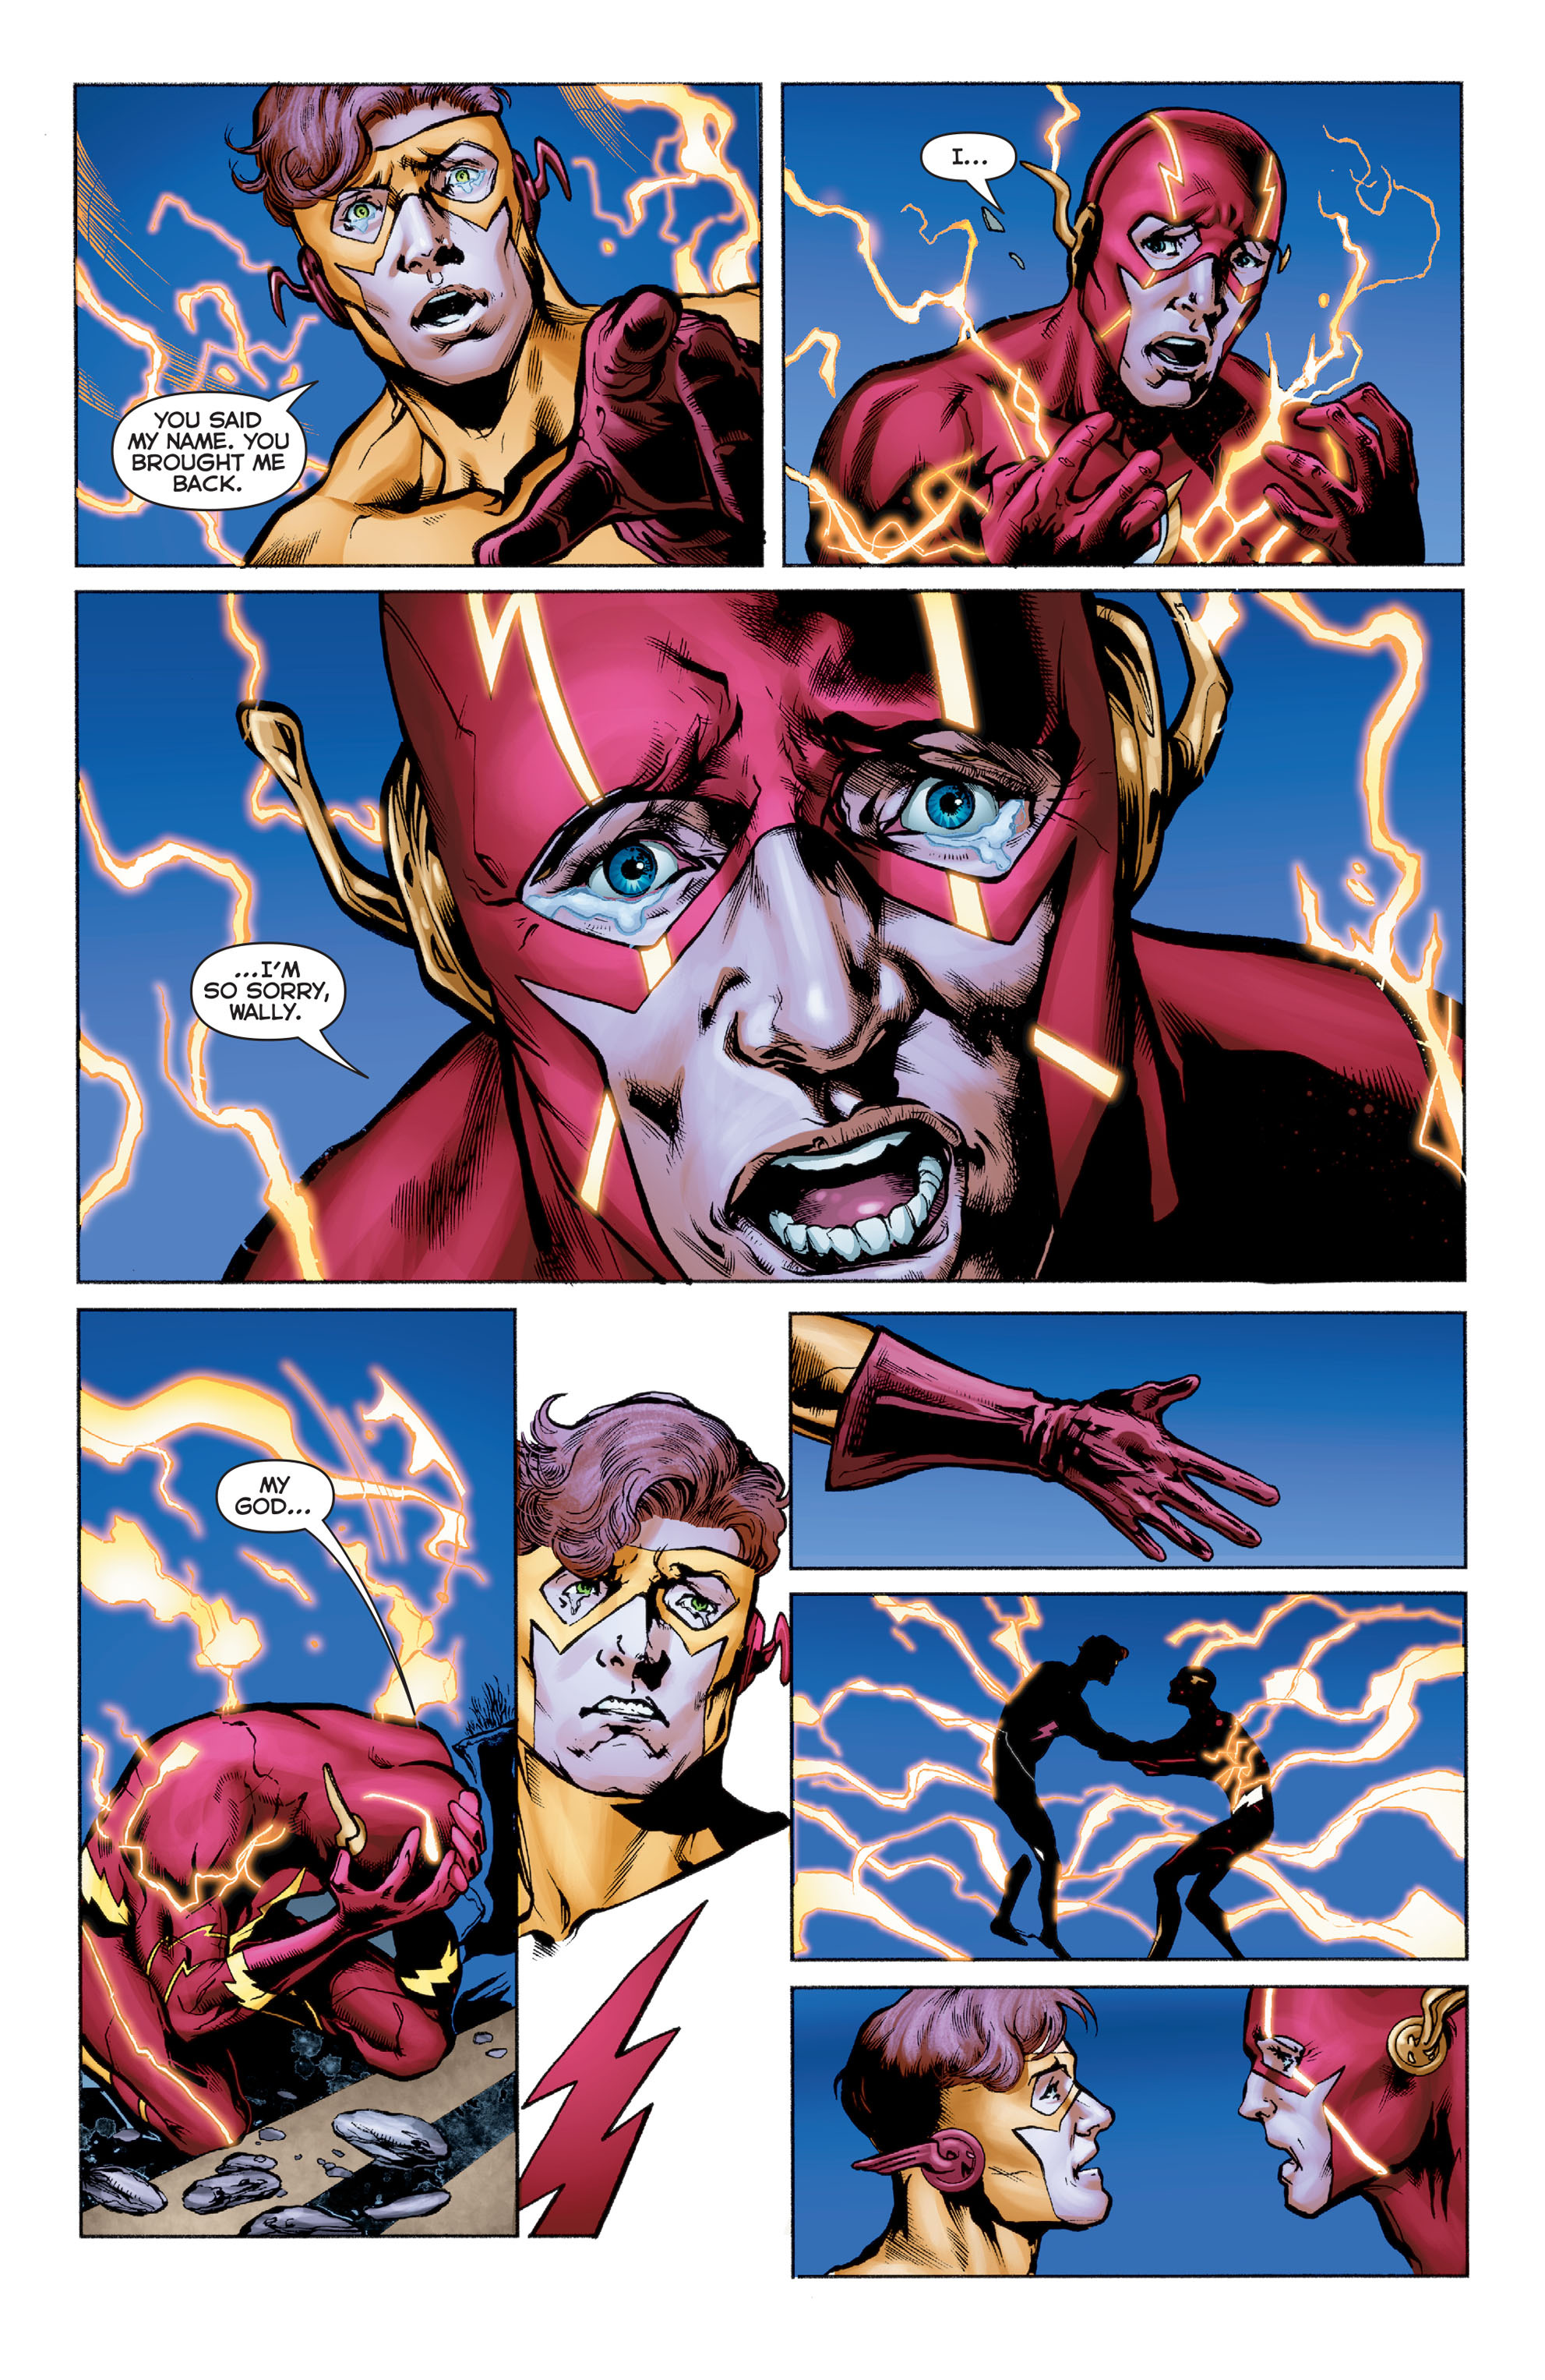 YOU SAID
MY NAME. YOU
BROUGHT ME
BACK.
I...
...I'M
SO SORRY,
WALLY.
MY
GOD...